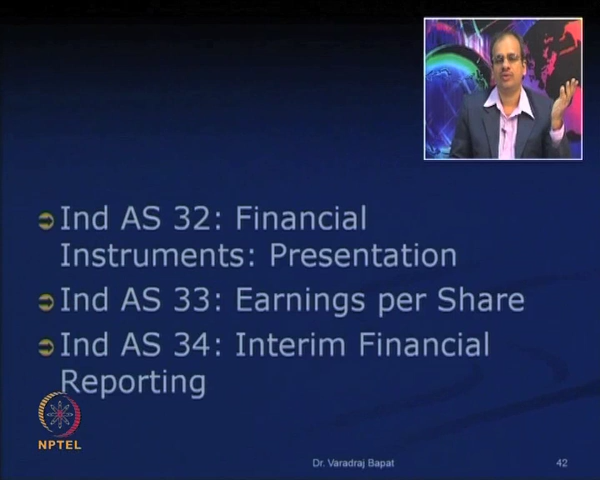 Ind AS 32: Financial
Instruments: Presentation
Ind AS 33: Earnings per Share
Ind AS 34: Interim Financial
Reporting
NPTEL
Dr. Varadraj Bapat
42